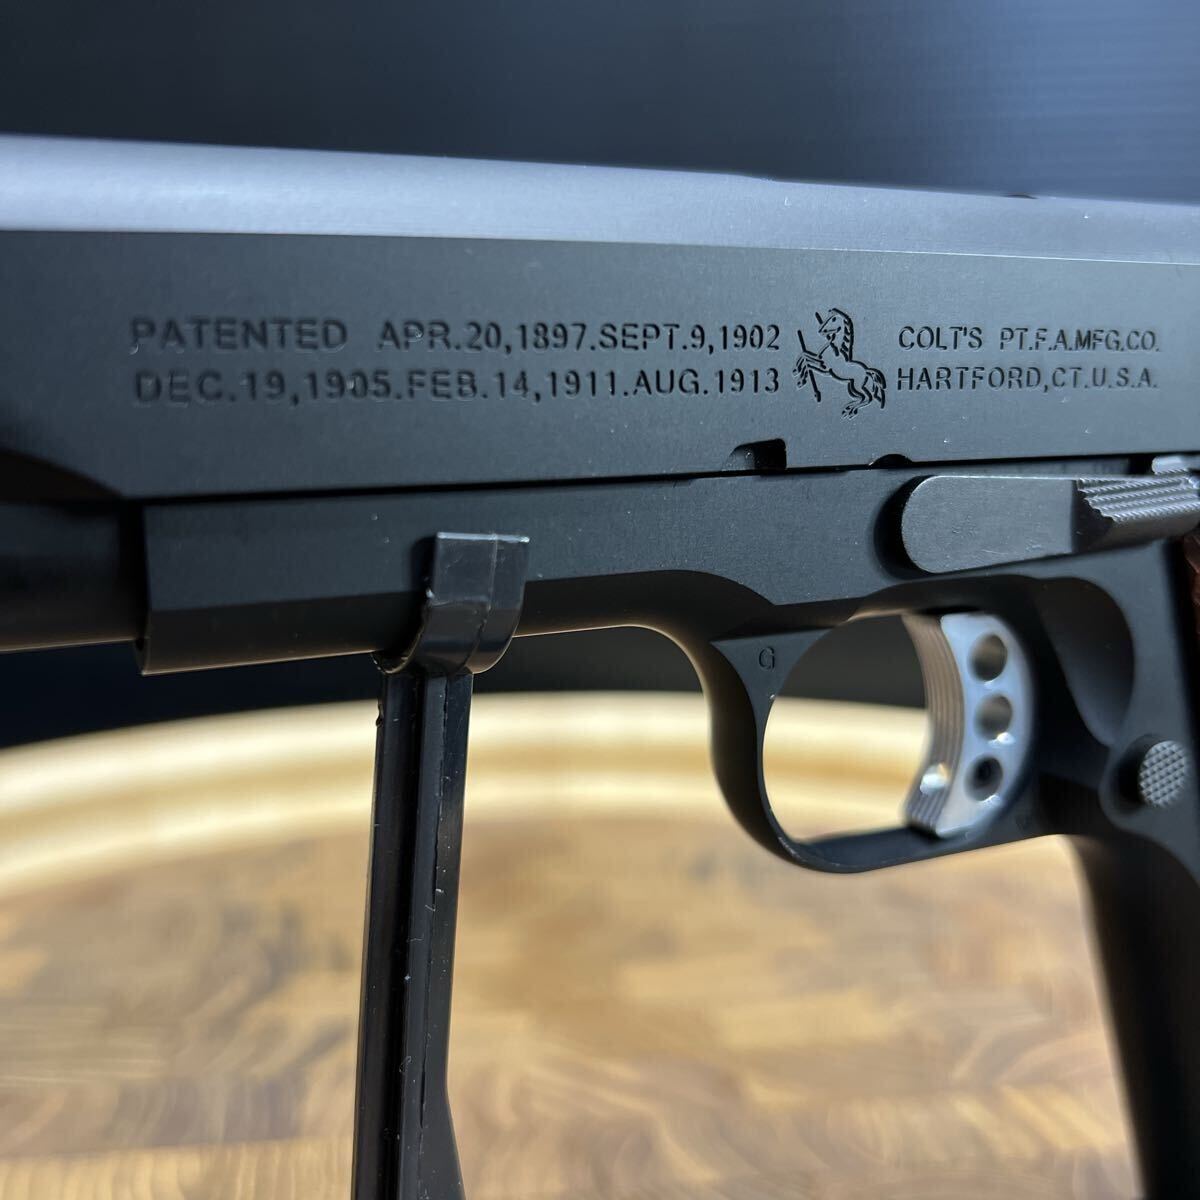 PATENTED APR.20,1897.SEPT.9,1902
DEC.19,1905.FEB.14,1911.AUG.1913
COLT'S PT.F.A.MFG.CO.
HARTFORD,CT.U.S.A.
G